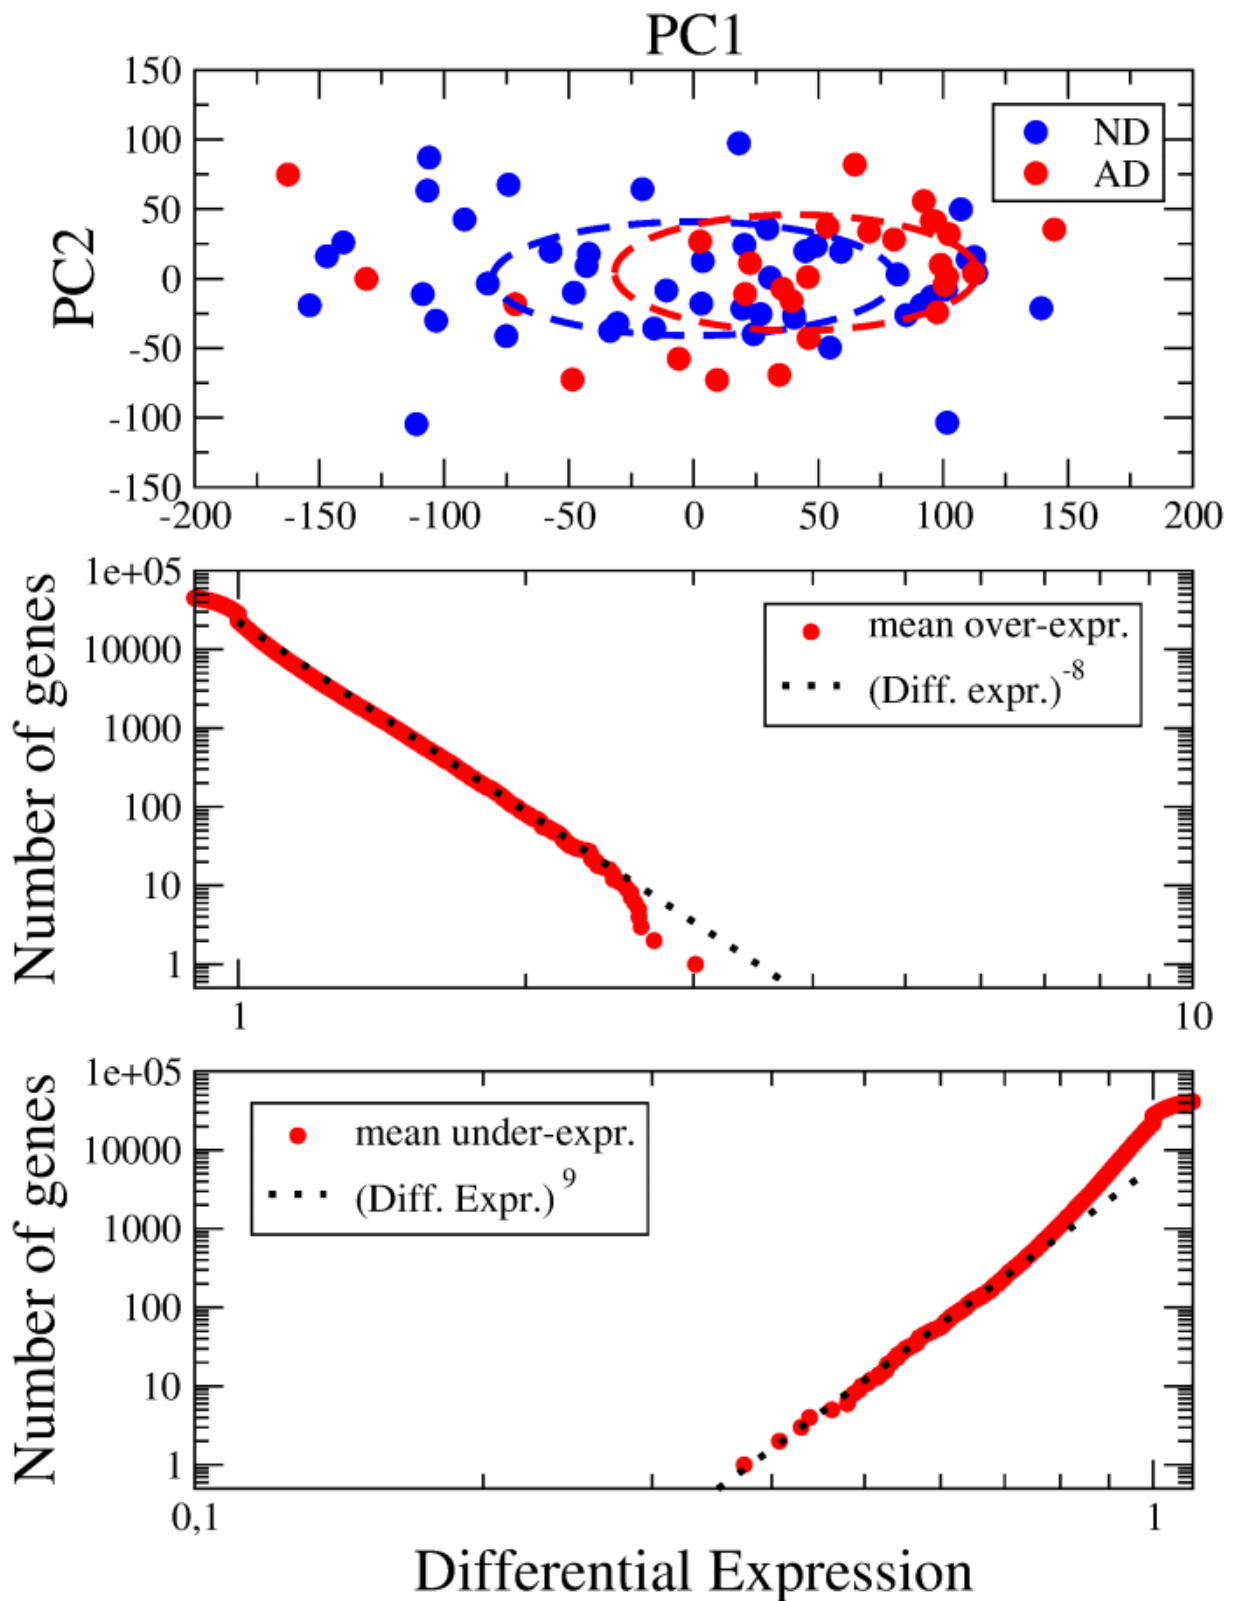 PC1
150
100
50
0
-50
-100
-150
PC2
ND
AD
-200 -150 -100 -50 0 50 100 150 200
1e+05
10000
1000
100
10
1
Number of genes
mean over-expr.
(Diff. expr.)-8
1 10
1e+05
10000
1000
100
10
1
Number of genes
mean under-expr.
(Diff. Expr.) 9
0,1 1
Differential Expression